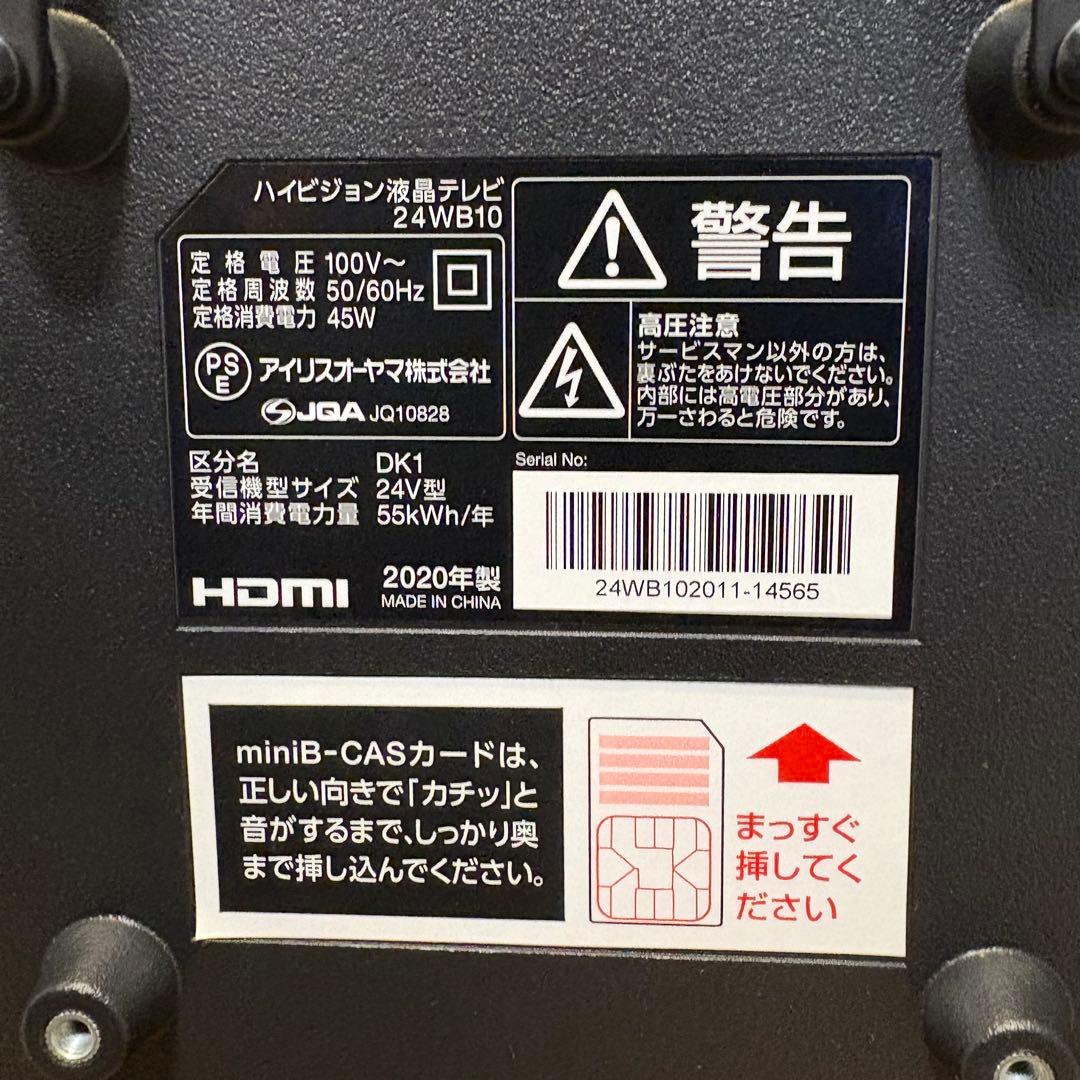 ハイビジョン液晶テレビ
24WB10
定格電圧 100V～
定格周波数 50/60Hz
定格消費電力 45W
PS
E
アイリスオーヤマ株式会社
JQA JQ10828
区分名 DK1
受信機型サイズ 24V型
年間消費電力量 55kWh/年
HDMI
2020年製
MADE IN CHINA
警告
高圧注意
サービスマン以外の方は、
裏ぶたをあけないでください。
内部には高電圧部分があり、
万一さわると危険です。
Serial No:
24WB102011-14565
miniB-CASカードは、
正しい向きで「カチッ」と
音がするまで、しっかり奥
まで挿し込んでください。
まっすぐ
挿してく
ださい